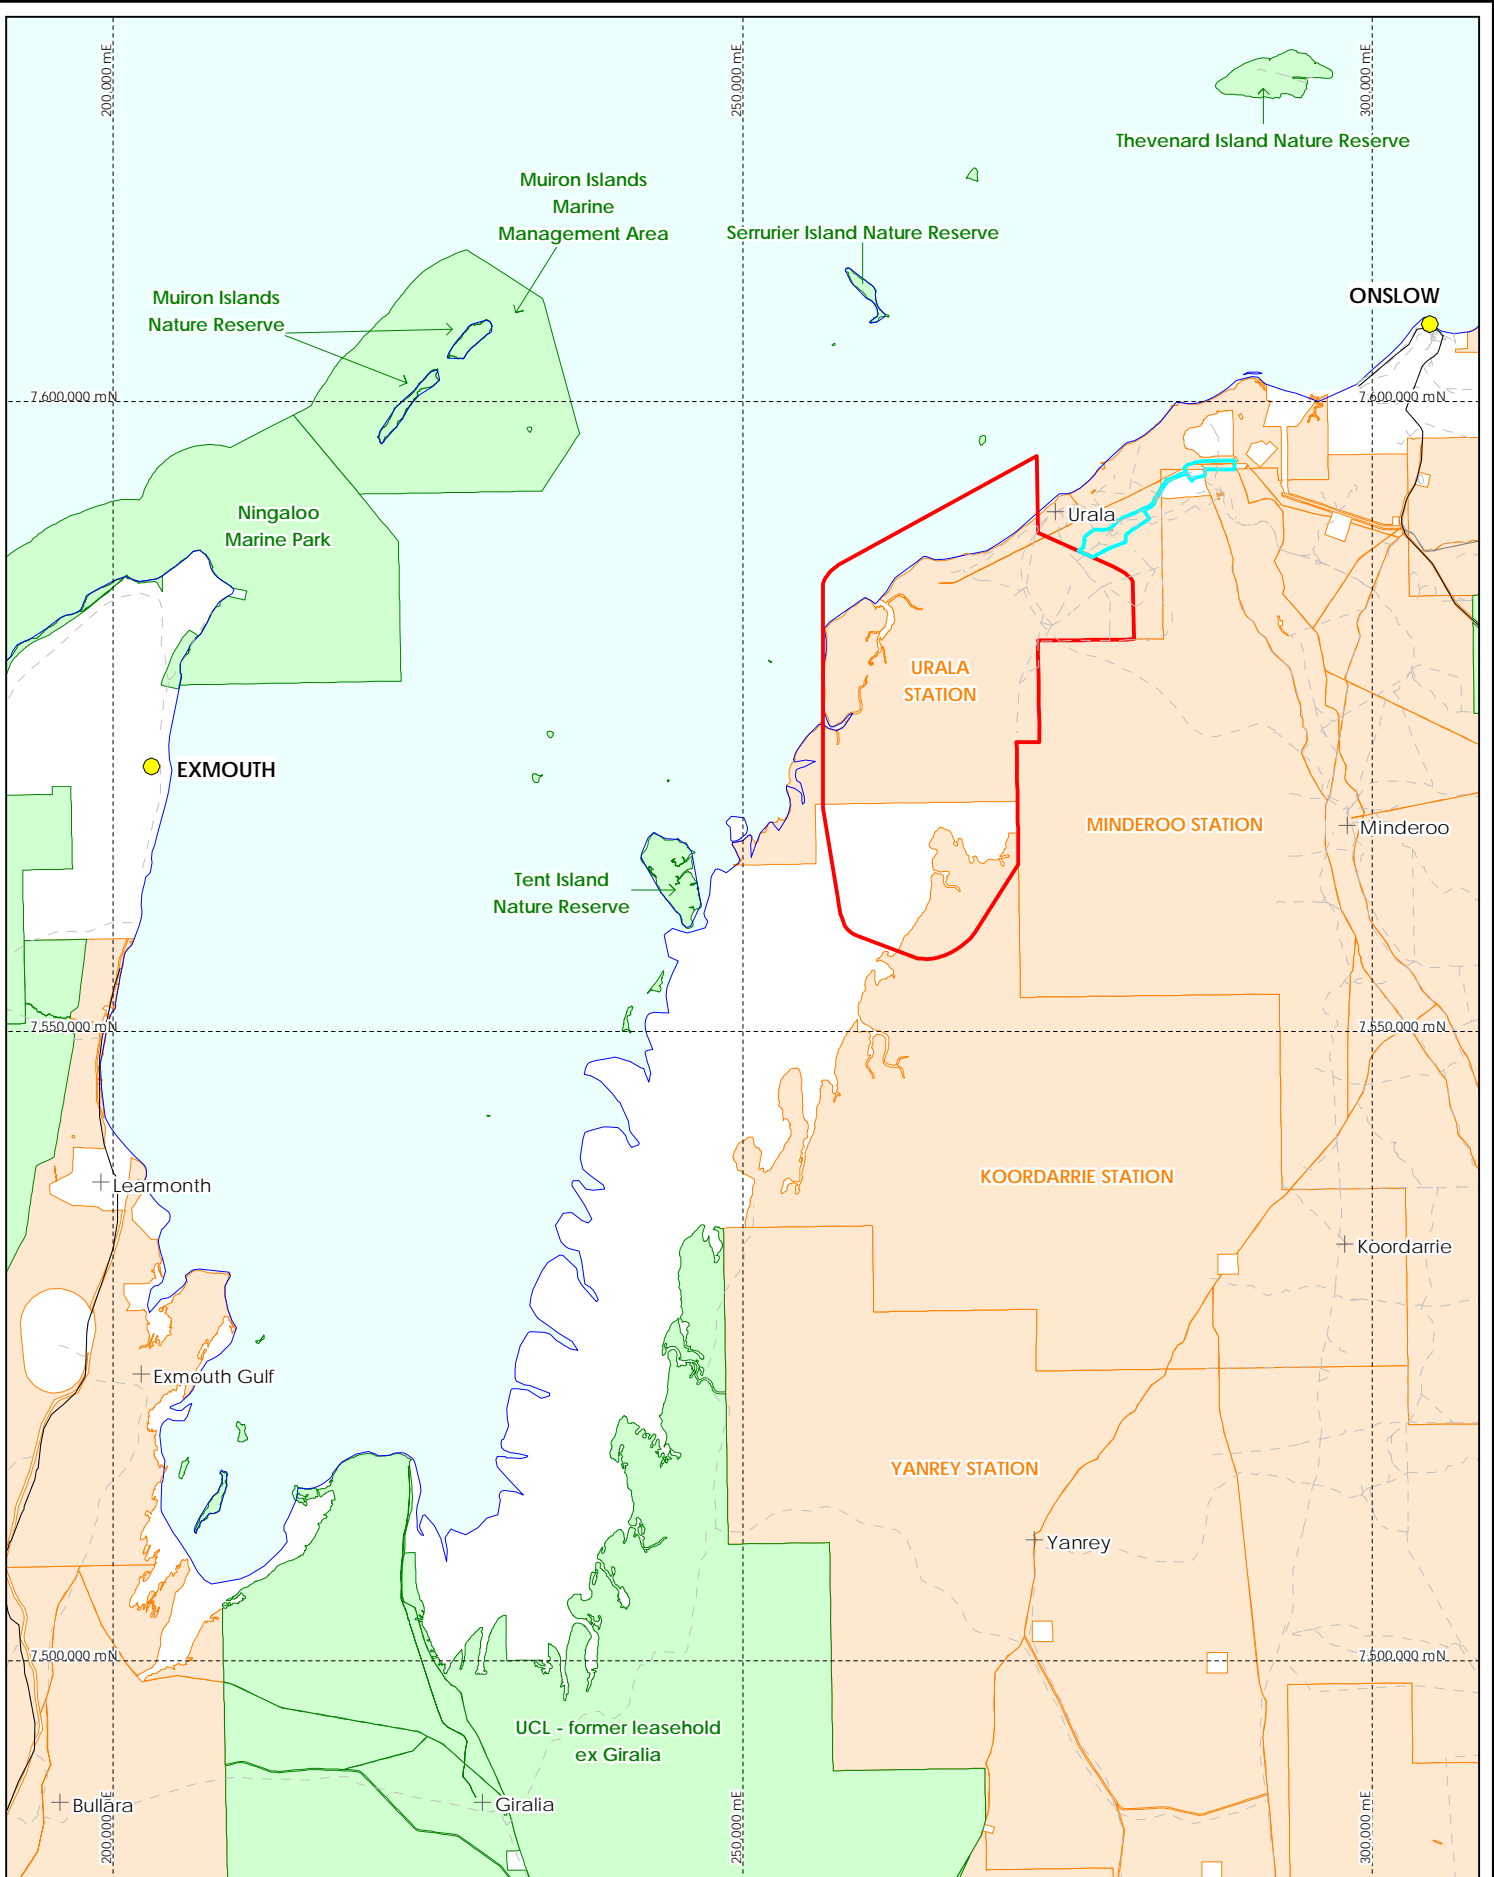 200,000 mE
250,000 mE
300,000 mE
Thevenard Island Nature Reserve
Muiron Islands
Marine
Management Area
Serrurier Island Nature Reserve
Muiron Islands
Nature Reserve
ONSLOW
7,600,000 mN
7,600,000 mN
Ningaloo
Marine Park
Urala
URALA
STATION
EXMOUTH
MINDEROO STATION
Minderoo
Tent Island
Nature Reserve
7,550,000 mN
7,550,000 mN
KOORDARRIE STATION
Learmonth
Koordarrie
Exmouth Gulf
YANREY STATION
Yanrey
7,500,000 mN
7,500,000 mN
UCL - former leasehold
ex Giralia
Bullara
Giralia
200,000 mE
250,000 mE
300,000 mE